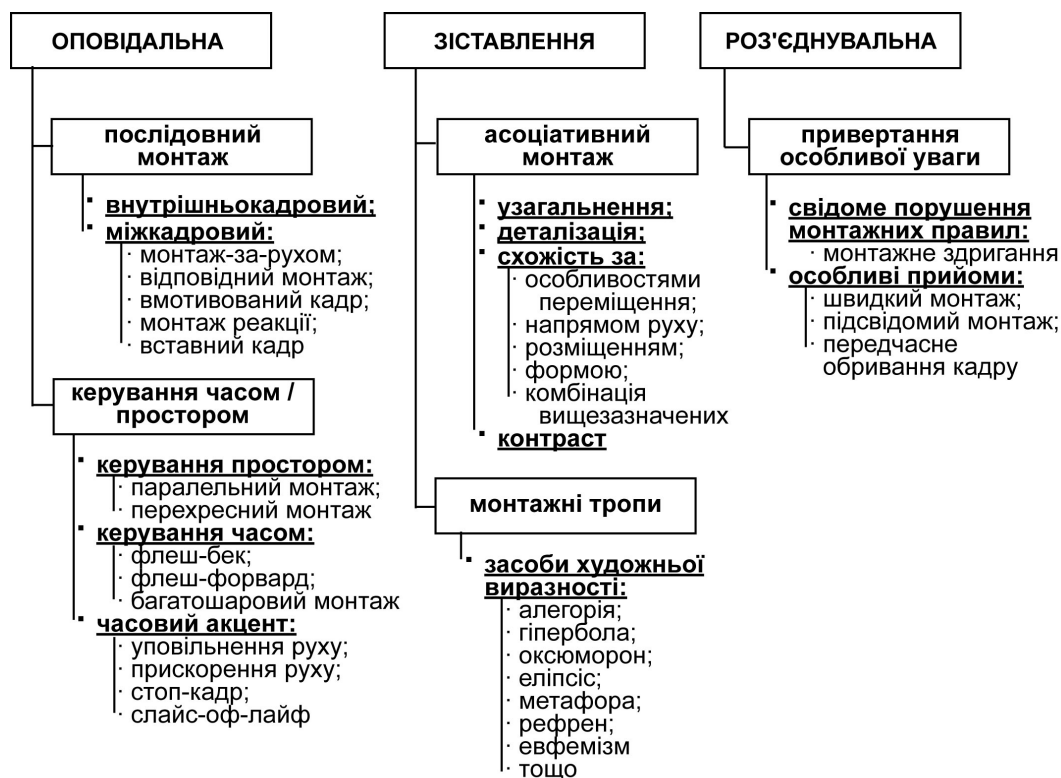 ОПОВІДАЛЬНА
послідовний
монтаж
внутрішньокадровий;
міжкадровий:
монтаж-за-рухом;
відповідний монтаж;
вмотивований кадр;
монтаж реакції;
вставний кадр
керування часом /
простором
керування простором:
паралельний монтаж;
перехресний монтаж
керування часом:
флеш-бек;
флеш-форвард;
багатошаровий монтаж
часовий акцент:
уповільнення руху;
прискорення руху;
стоп-кадр;
слайс-оф-лайф
ЗІСТАВЛЕННЯ
асоціативний
монтаж
узагальнення;
деталізація;
схожість за:
особливостями
переміщення;
напрямом руху;
розміщенням;
формою;
комбінація
вищезазначених
контраст
монтажні тропи
засоби художньої
виразності:
алегорія;
гіпербола;
оксюморон;
еліпсіс;
метафора;
рефрен;
евфемізм
тощо
РОЗ'ЄДНУВАЛЬНА
привертання
особливої уваги
свідоме порушення
монтажних правил:
монтажне здригання
особливі прийоми:
швидкий монтаж;
підсвідомий монтаж;
передчасне
обривання кадру